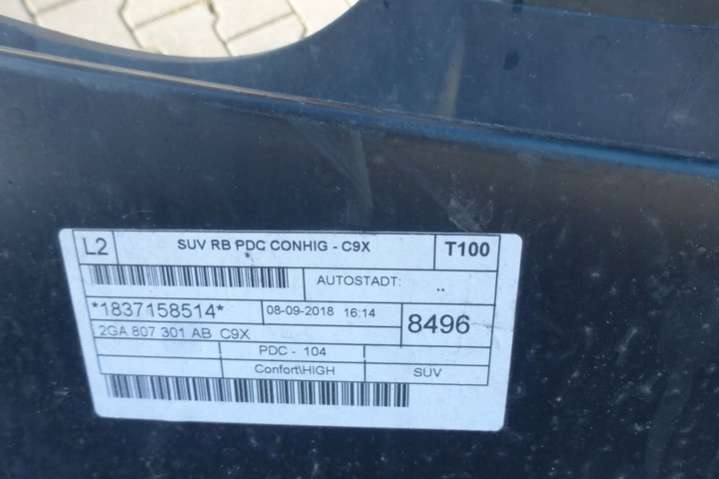 L2 SUV RB PDC CONHIG - C9X T100
AUTOSTADT: ..
*1837158514* 08-09-2018 16:14 8496
2GA 807 301 AB C9X
PDC - 104
Confort\HIGH SUV